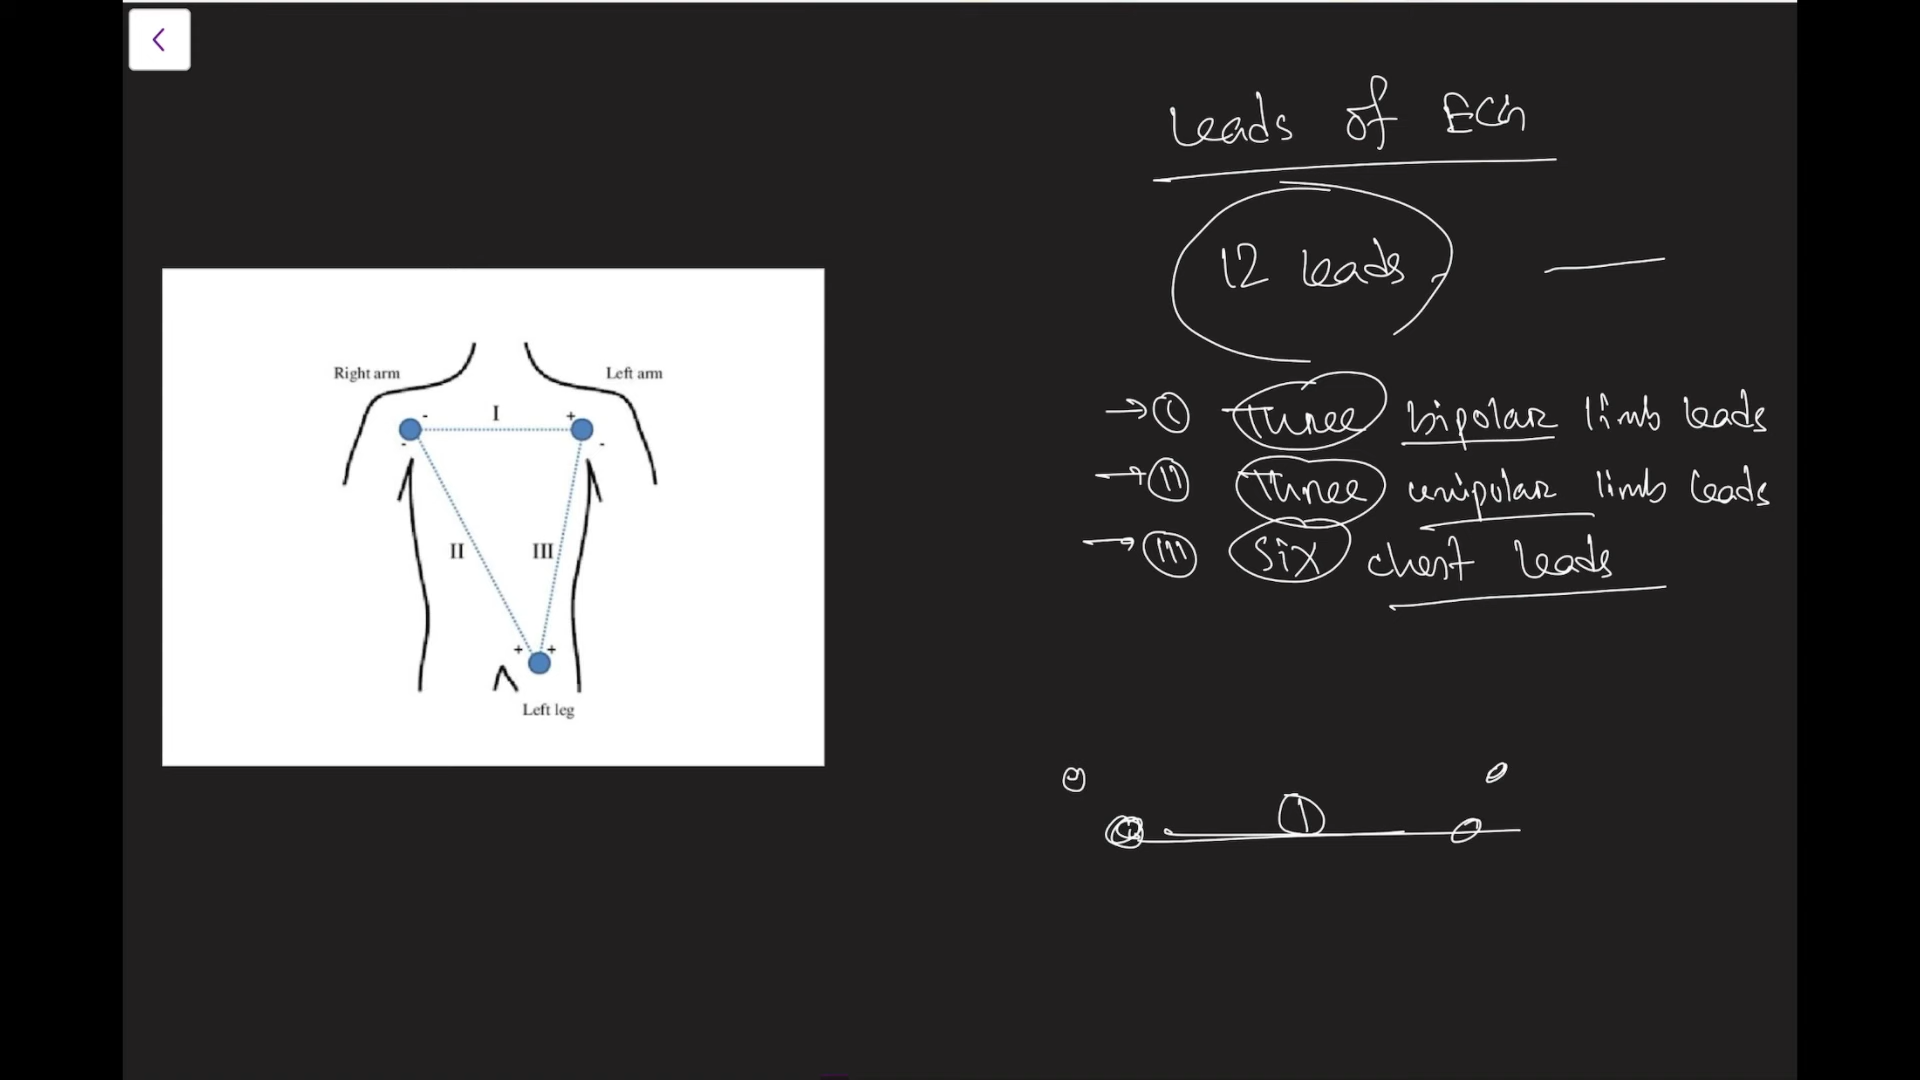 Leads of ECG
12 leads
Right arm
Left arm
- I +
- -
II III
+ +
Left leg
→ (I) Three bipolar limb leads
→ (II) Three unipolar limb leads
→ (III) Six chest leads
1